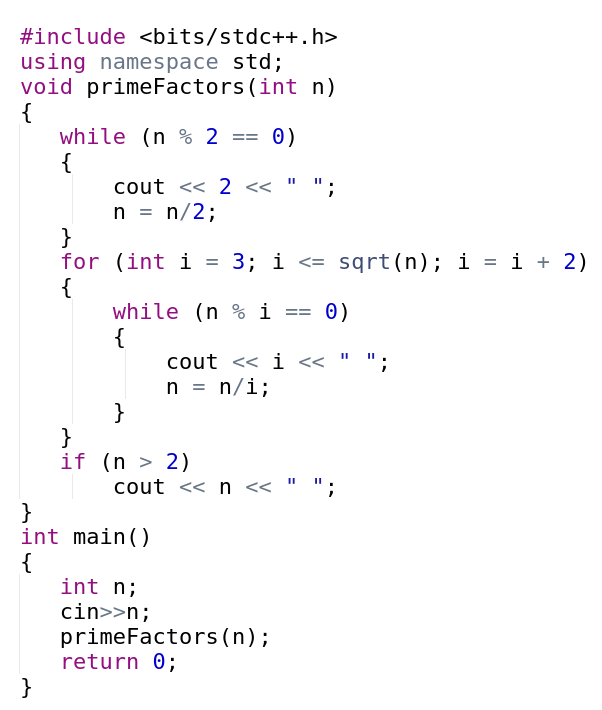 #include <bits/stdc++.h>
using namespace std;
void primeFactors(int n)
{
   while (n % 2 == 0)
   {
       cout << 2 << " ";
       n = n/2;
   }
   for (int i = 3; i <= sqrt(n); i = i + 2)
   {
       while (n % i == 0)
       {
           cout << i << " ";
           n = n/i;
       }
   }
   if (n > 2)
       cout << n << " ";
}
int main()
{
   int n;
   cin>>n;
   primeFactors(n);
   return 0;
}